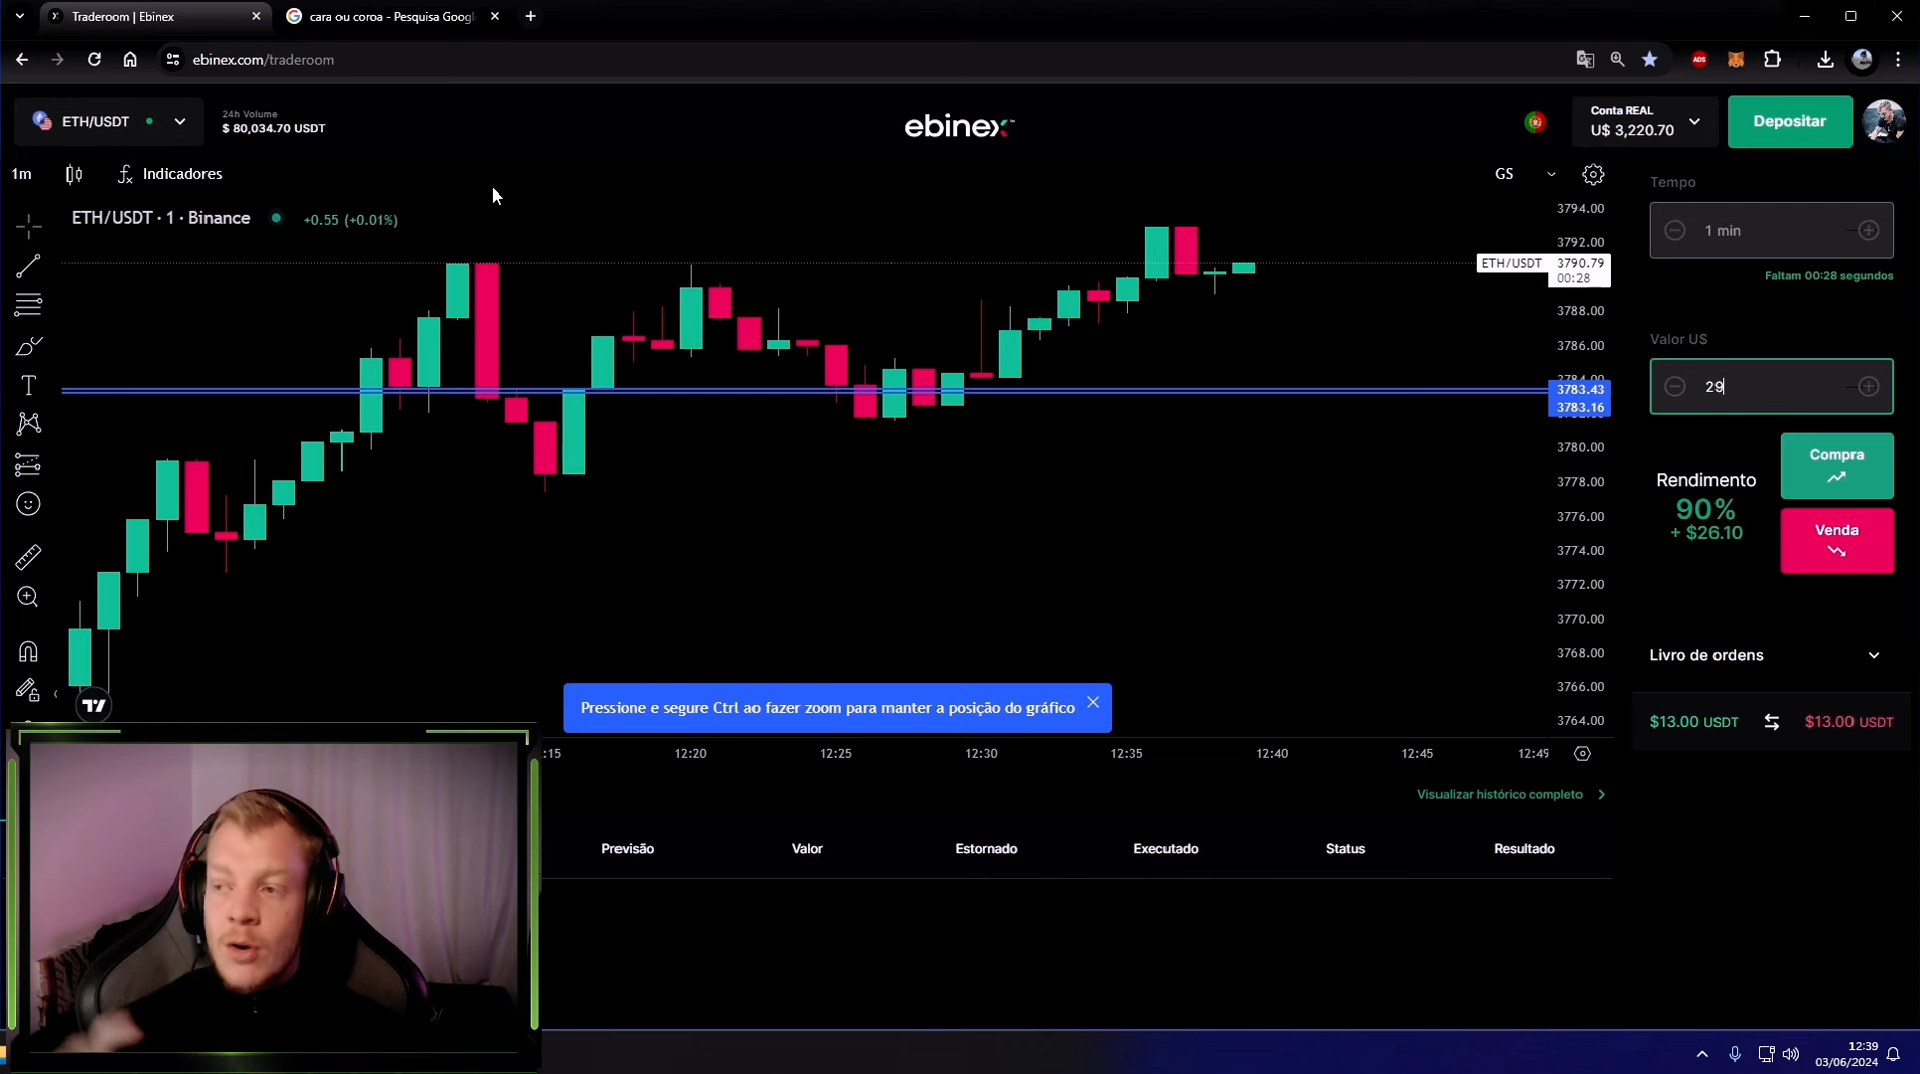 Traderoom | Ebinex
cara ou coroa - Pesquisa Googl
ebinex.com/traderoom
ADS
ETH/USDT
24h Volume
$ 80,034.70 USDT
ebinex
Conta REAL
U$ 3,220.70
Depositar
1m
Indicadores
GS
ETH/USDT · 1 · Binance
+0.55 (+0.01%)
3794.00
3792.00
ETH/USDT
3790.79
00:28
3788.00
3786.00
3784.00
3783.43
3783.16
3780.00
3778.00
3776.00
3774.00
3772.00
3770.00
3768.00
3766.00
3764.00
Tempo
1 min
Faltam 00:28 segundos
Valor U$
29
Rendimento
90%
+ $26.10
Compra
Venda
Livro de ordens
$13.00 USDT
$13.00 USDT
Pressione e segure Ctrl ao fazer zoom para manter a posição do gráfico
:15
12:20
12:25
12:30
12:35
12:40
12:45
12:49
Visualizar histórico completo
Previsão
Valor
Estornado
Executado
Status
Resultado
12:39
03/06/2024